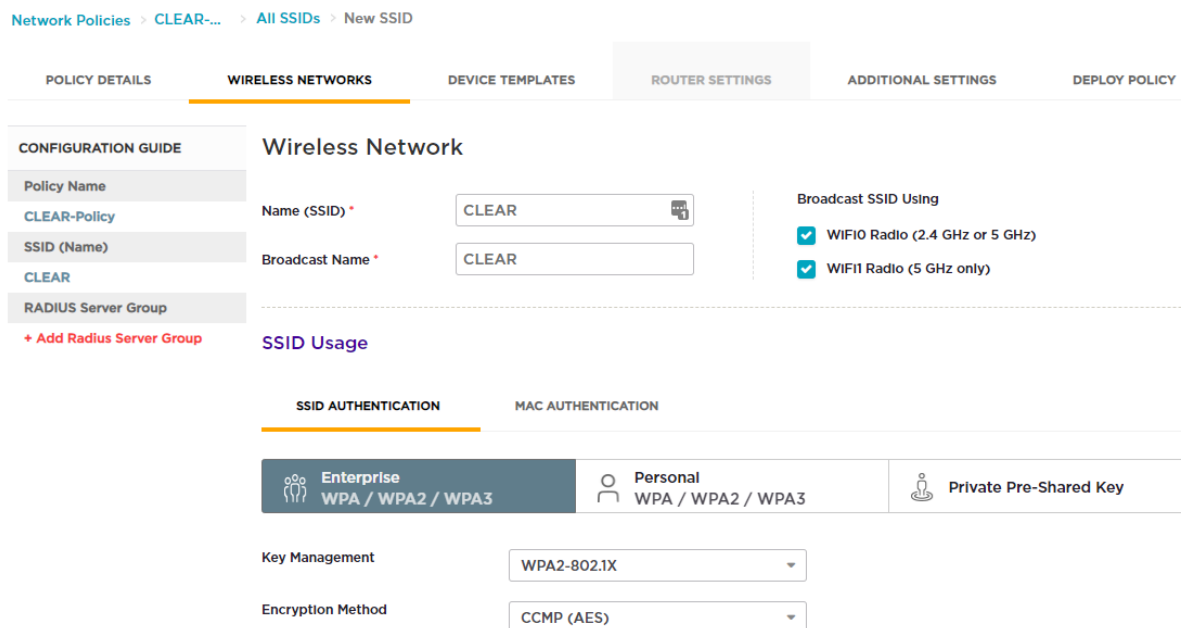 Network Policies > CLEAR-... > All SSIDs > New SSID
POLICY DETAILS WIRELESS NETWORKS DEVICE TEMPLATES ROUTER SETTINGS ADDITIONAL SETTINGS DEPLOY POLICY
CONFIGURATION GUIDE
Policy Name
CLEAR-Policy
SSID (Name)
CLEAR
RADIUS Server Group
+ Add Radius Server Group
Wireless Network
Name (SSID) * CLEAR 1
Broadcast Name * CLEAR
Broadcast SSID Using
WIFI0 Radio (2.4 GHz or 5 GHz)
WIFI1 Radio (5 GHz only)
SSID Usage
SSID AUTHENTICATION MAC AUTHENTICATION
Enterprise
WPA / WPA2 / WPA3
Personal
WPA / WPA2 / WPA3
Private Pre-Shared Key
Key Management WPA2-802.1X
Encryption Method CCMP (AES)